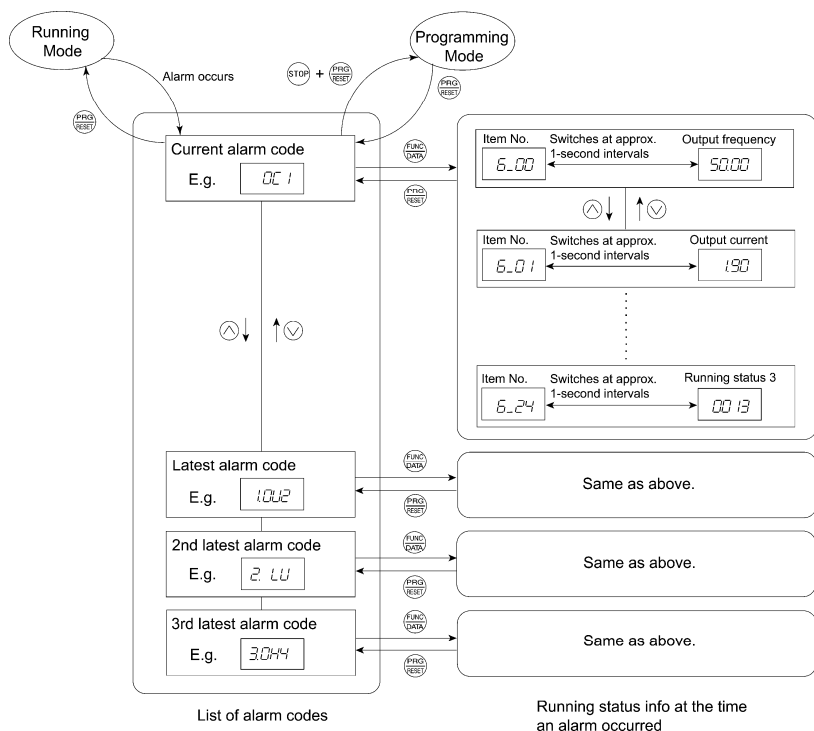 Running
Mode
Programming
Mode
Alarm occurs
STOP + PRG
RESET
PRG
RESET
PRG
RESET
Current alarm code
E.g. OC1
FUNC
DATA
PRG
RESET
Item No. Switches at approx.
1-second intervals Output frequency
6_00 50.00
Item No. Switches at approx.
1-second intervals Output current
6_01 1.90
Item No. Switches at approx.
1-second intervals Running status 3
6_24 0013
Latest alarm code
E.g. 1.0U2
FUNC
DATA
PRG
RESET
Same as above.
2nd latest alarm code
E.g. 2. LU
FUNC
DATA
PRG
RESET
Same as above.
3rd latest alarm code
E.g. 3.0H4
FUNC
DATA
PRG
RESET
Same as above.
List of alarm codes
Running status info at the time
an alarm occurred